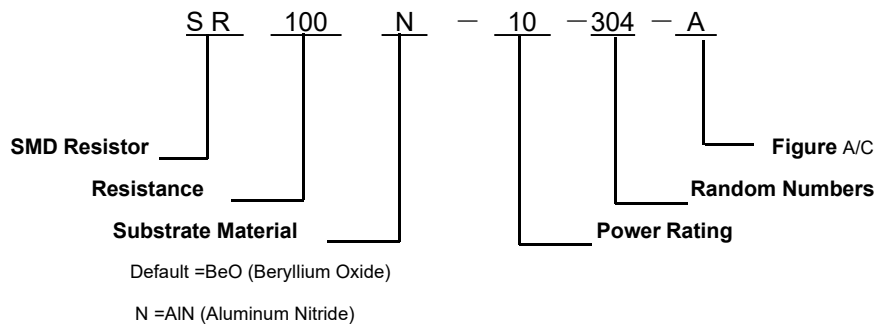 S R 100 N － 10 －304 － A
SMD Resistor
Figure A/C
Resistance
Random Numbers
Substrate Material
Power Rating
Default =BeO (Beryllium Oxide)
N =AlN (Aluminum Nitride)